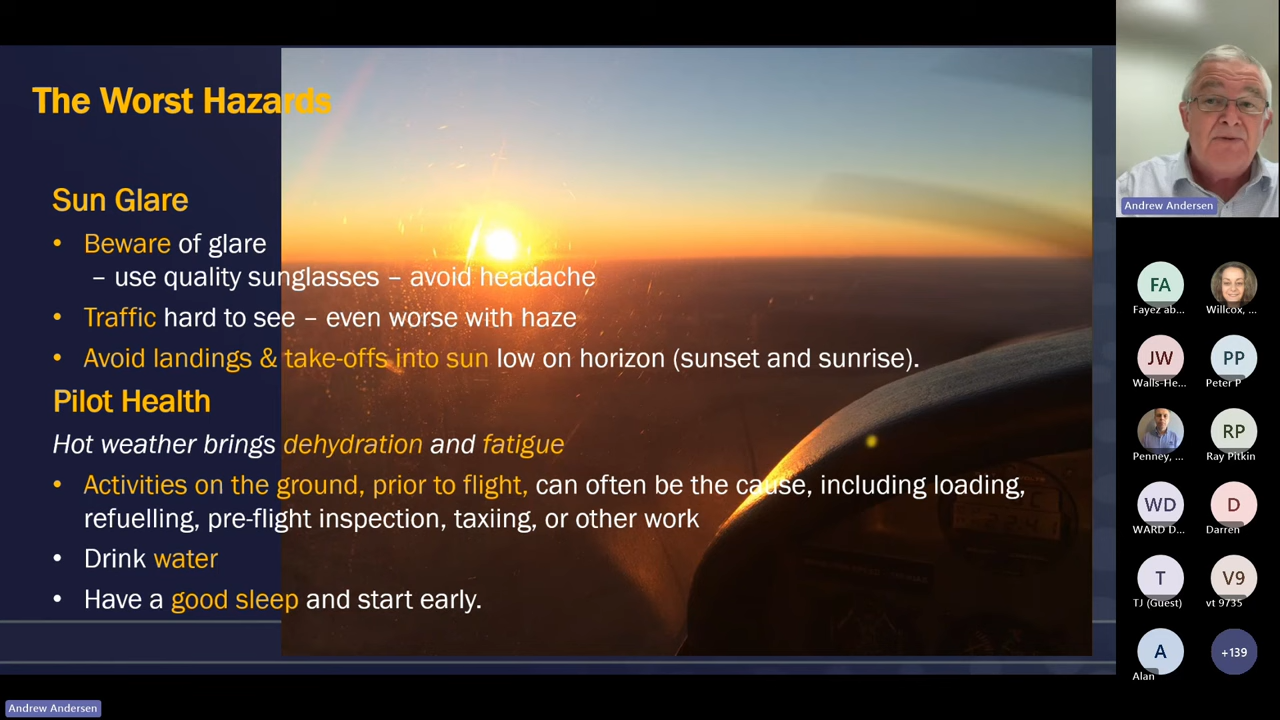 The Worst Hazards
Sun Glare
• Beware of glare
– use quality sunglasses – avoid headache
• Traffic hard to see – even worse with haze
• Avoid landings & take-offs into sun low on horizon (sunset and sunrise).
Pilot Health
Hot weather brings dehydration and fatigue
• Activities on the ground, prior to flight, can often be the cause, including loading,
refuelling, pre-flight inspection, taxiing, or other work
• Drink water
• Have a good sleep and start early.
Andrew Andersen
Andrew Andersen
FA
Fayez ab...
Willcox, ...
JW
Walls-He...
PP
Peter P
Penney, ...
RP
Ray Pitkin
WD
WARD D...
D
Darren
T
TJ (Guest)
V9
vt 9735
A
Alan
+139